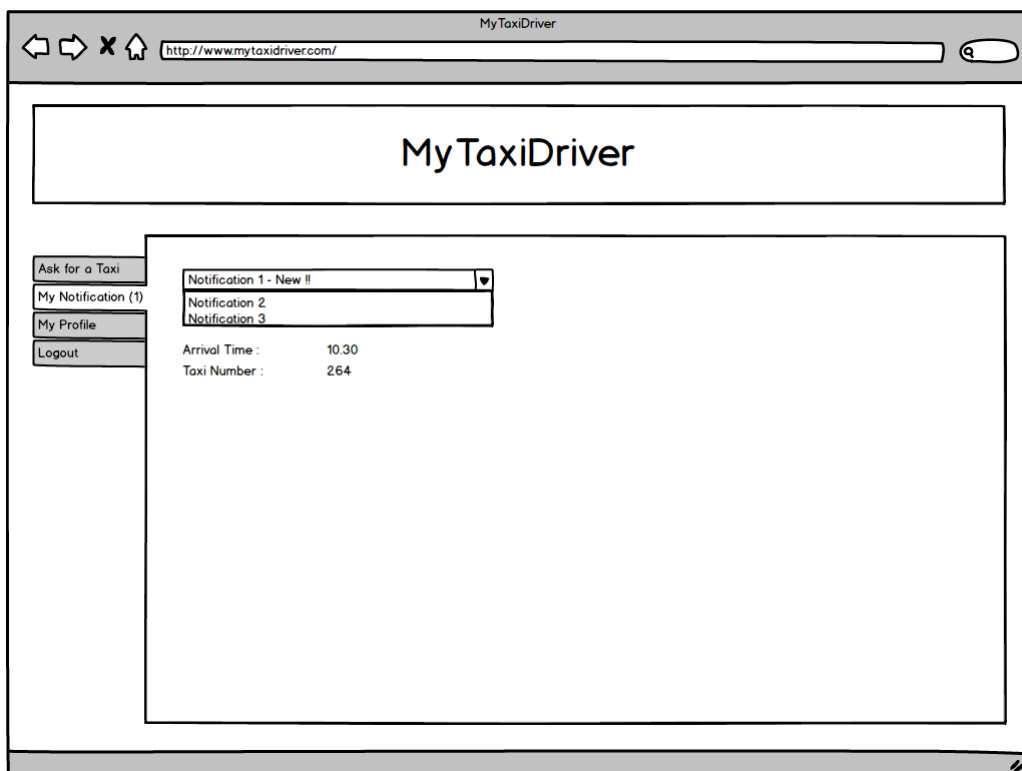 MyTaxiDriver
http://www.mytaxidriver.com/
MyTaxiDriver
Ask for a Taxi
My Notification (1)
My Profile
Logout
Notification 1 - New !!
Notification 2
Notification 3
Arrival Time : 10.30
Taxi Number : 264